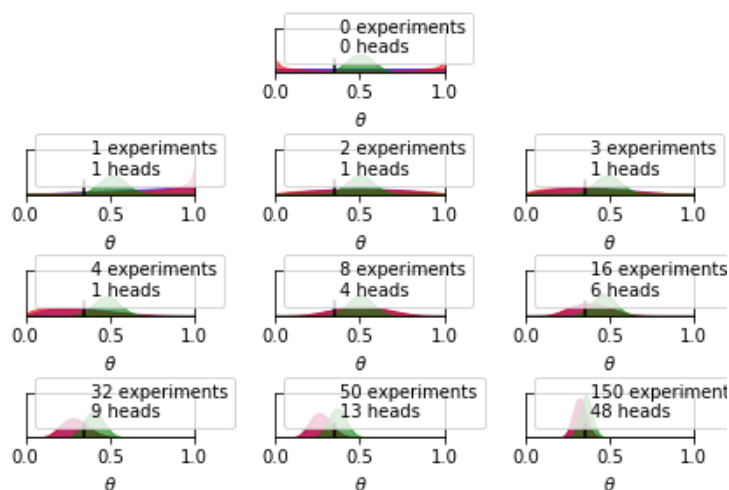 0 experiments
0 heads
0.0 0.5 1.0
θ
1 experiments
1 heads
2 experiments
1 heads
3 experiments
1 heads
0.0 0.5 1.0
0.0 0.5 1.0
0.0 0.5 1.0
θ
θ
θ
4 experiments
1 heads
8 experiments
4 heads
16 experiments
6 heads
0.0 0.5 1.0
0.0 0.5 1.0
0.0 0.5 1.0
θ
θ
θ
32 experiments
9 heads
50 experiments
13 heads
150 experiment
48 heads
0.0 0.5 1.0
0.0 0.5 1.0
0.0 0.5 1.0
θ
θ
θ